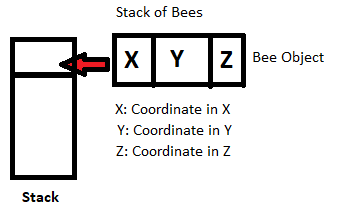 Stack of Bees
X Y Z
Bee Object
X: Coordinate in X
Y: Coordinate in Y
Z: Coordinate in Z
Stack